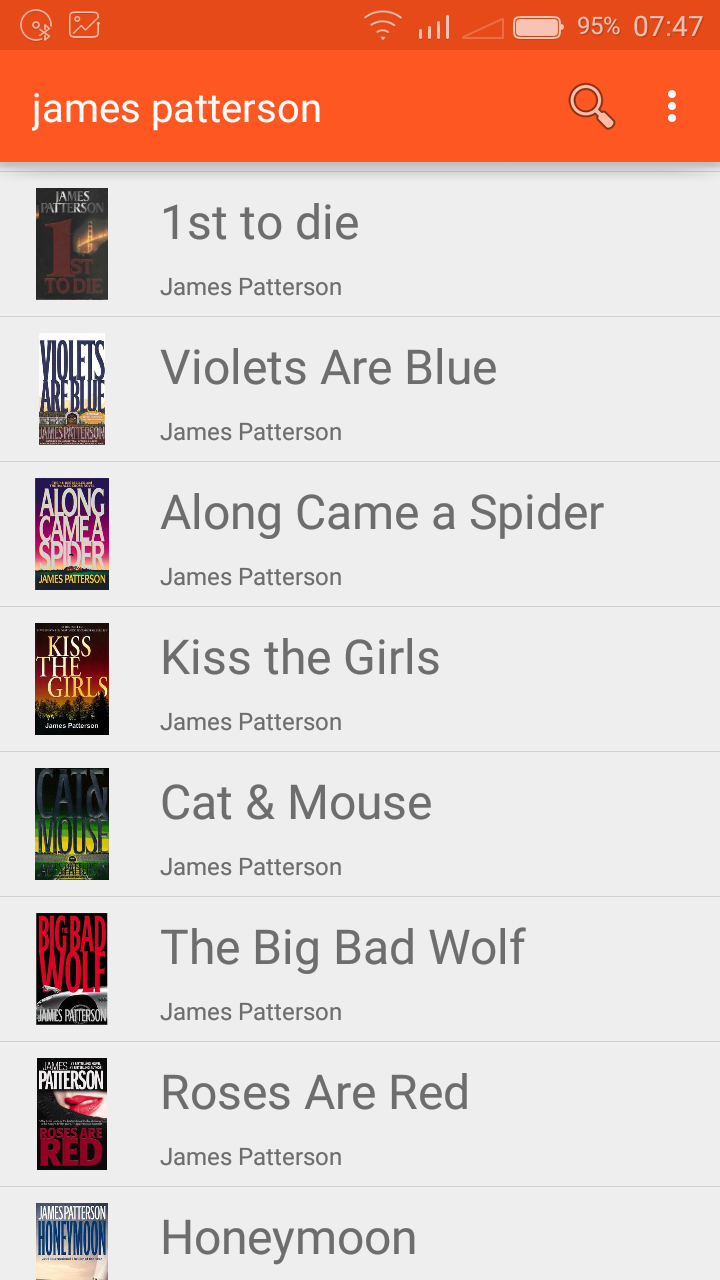 95% 07:47
james patterson
JAMES
PATTERSON
1ST
TO DIE
1st to die
James Patterson
VIOLETS
ARE BLUE
JAMES PATTERSON
Violets Are Blue
James Patterson
ALONG
CAME A
SPIDER
JAMES PATTERSON
Along Came a Spider
James Patterson
KISS
THE
GIRLS
James Patterson
Kiss the Girls
James Patterson
CAT &
MOUSE
JAMES PATTERSON
Cat & Mouse
James Patterson
THE
BIG BAD
WOLF
JAMES PATTERSON
The Big Bad Wolf
James Patterson
JAMES
PATTERSON
ROSES ARE
RED
Roses Are Red
James Patterson
JAMES PATTERSON
HONEYMOON
Honeymoon